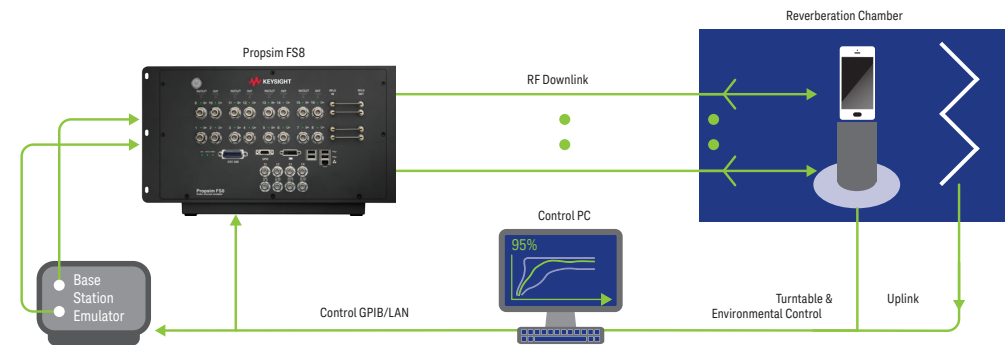 Reverberation Chamber
Propsim FS8
KEYSIGHT
RF Downlink
Propsim FS8
Control PC
95%
Base
Station
Emulator
Control GPIB/LAN
Turntable &
Environmental Control
Uplink